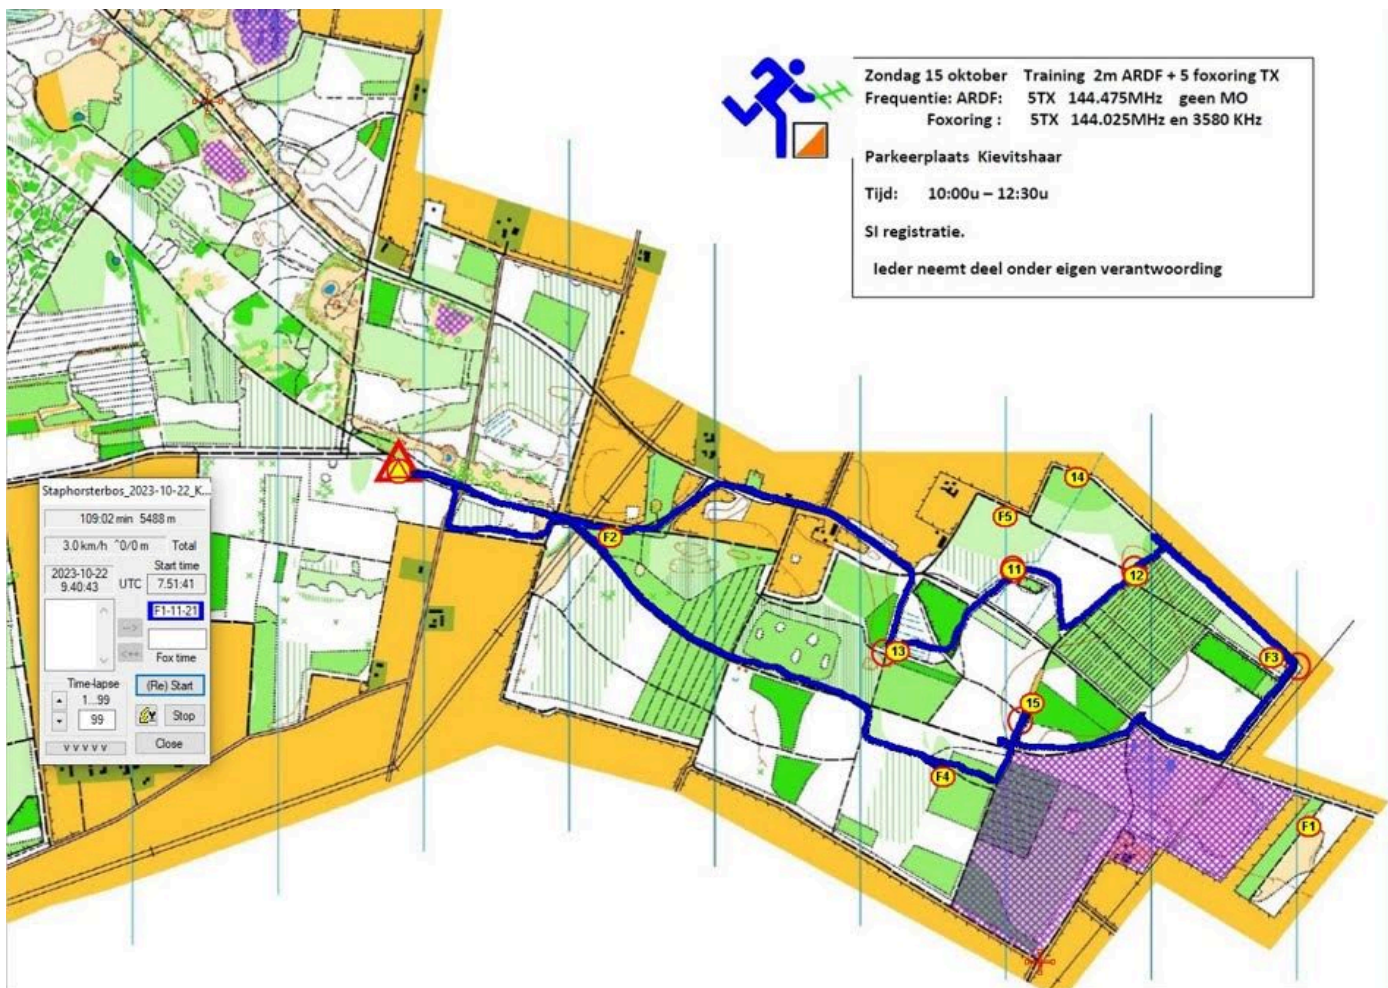 Zondag 15 oktober Training 2m ARDF + 5 foxoring TX
Frequentie: ARDF: 5TX 144.475MHz geen MO
Foxoring : 5TX 144.025MHz en 3580 KHz
Parkeerplaats Kievitshaar
Tijd: 10:00u – 12:30u
SI registratie.
Ieder neemt deel onder eigen verantwoording
14
F5
F2
11
12
13
F3
15
F4
F1
Staphorsterbos_2023-10-22_K...
109:02 min 5488 m
3.0 km/h ^0/0 m Total
Start time
2023-10-22
9.40:43
UTC 7.51:41
F1-11-21
-->
<--
Fox time
Time-lapse
1...99
99
(Re) Start
Stop
Close
v v v v v